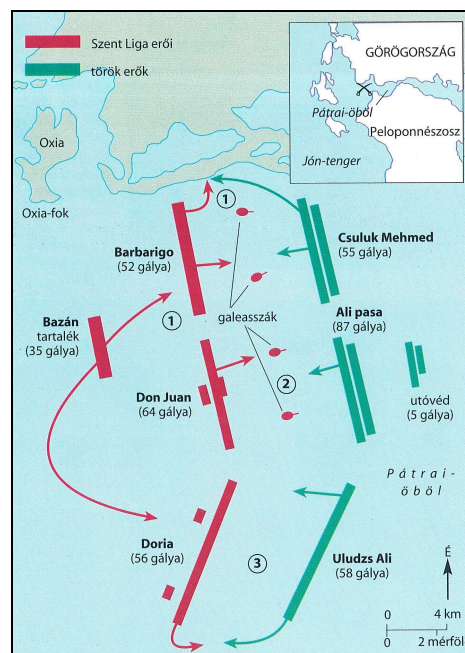 Szent Liga erői
török erők
GÖRÖGORSZÁG
Pátrai-öböl
Peloponnészosz
Jón-tenger
Oxia
Oxia-fok
1
Barbarigo
(52 gálya)
Csuluk Mehmed
(55 gálya)
Bazán
tartalék
(35 gálya)
1
galeasszák
Ali pasa
(87 gálya)
Don Juan
(64 gálya)
2
utóvéd
(5 gálya)
Pátrai-
öböl
Doria
(56 gálya)
3
Uludzs Ali
(58 gálya)
É
0 4 km
0 2 mérföld